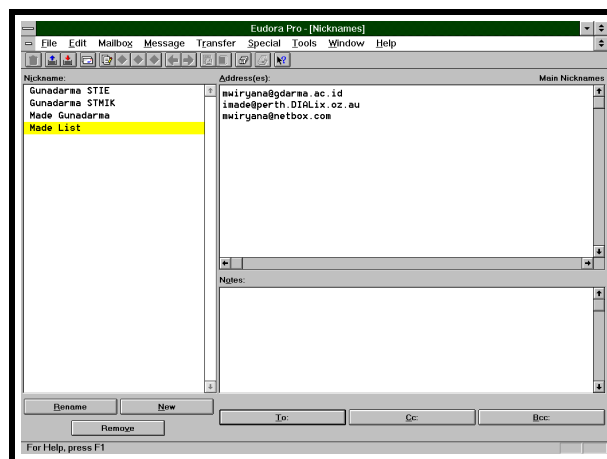 Eudora Pro - [Nicknames]
File Edit Mailbox Message Transfer Special Tools Window Help
Nickname:
Gunadarma STIE
Gunadarma STMIK
Made Gunadarma
Made List
Address(es):
Main Nicknames
mwiryana@gdarma.ac.id
imade@perth.DIALix.oz.au
mwiryana@netbox.com
Notes:
Rename New
Remove
To: Cc: Bcc:
For Help, press F1